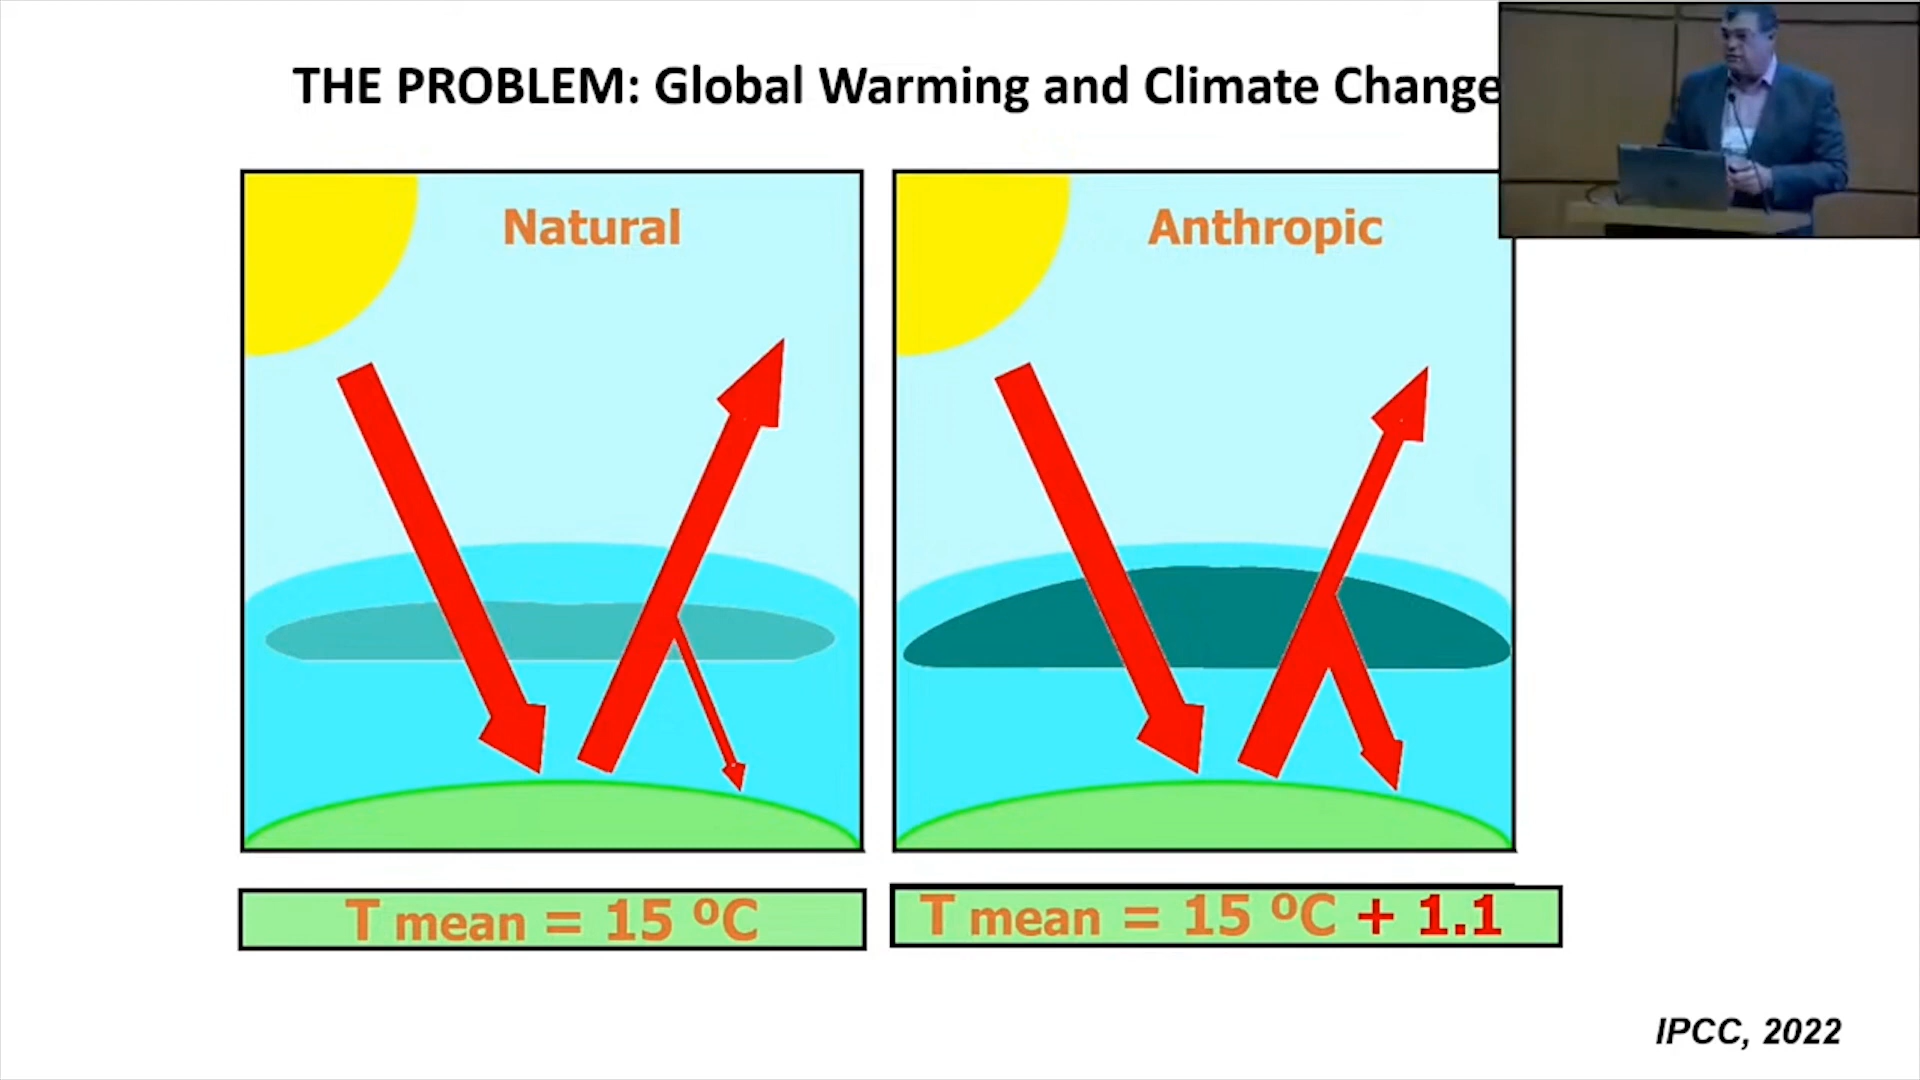 THE PROBLEM: Global Warming and Climate Change
Natural
Anthropic
T mean = 15 ºC
T mean = 15 ºC + 1.1
IPCC, 2022